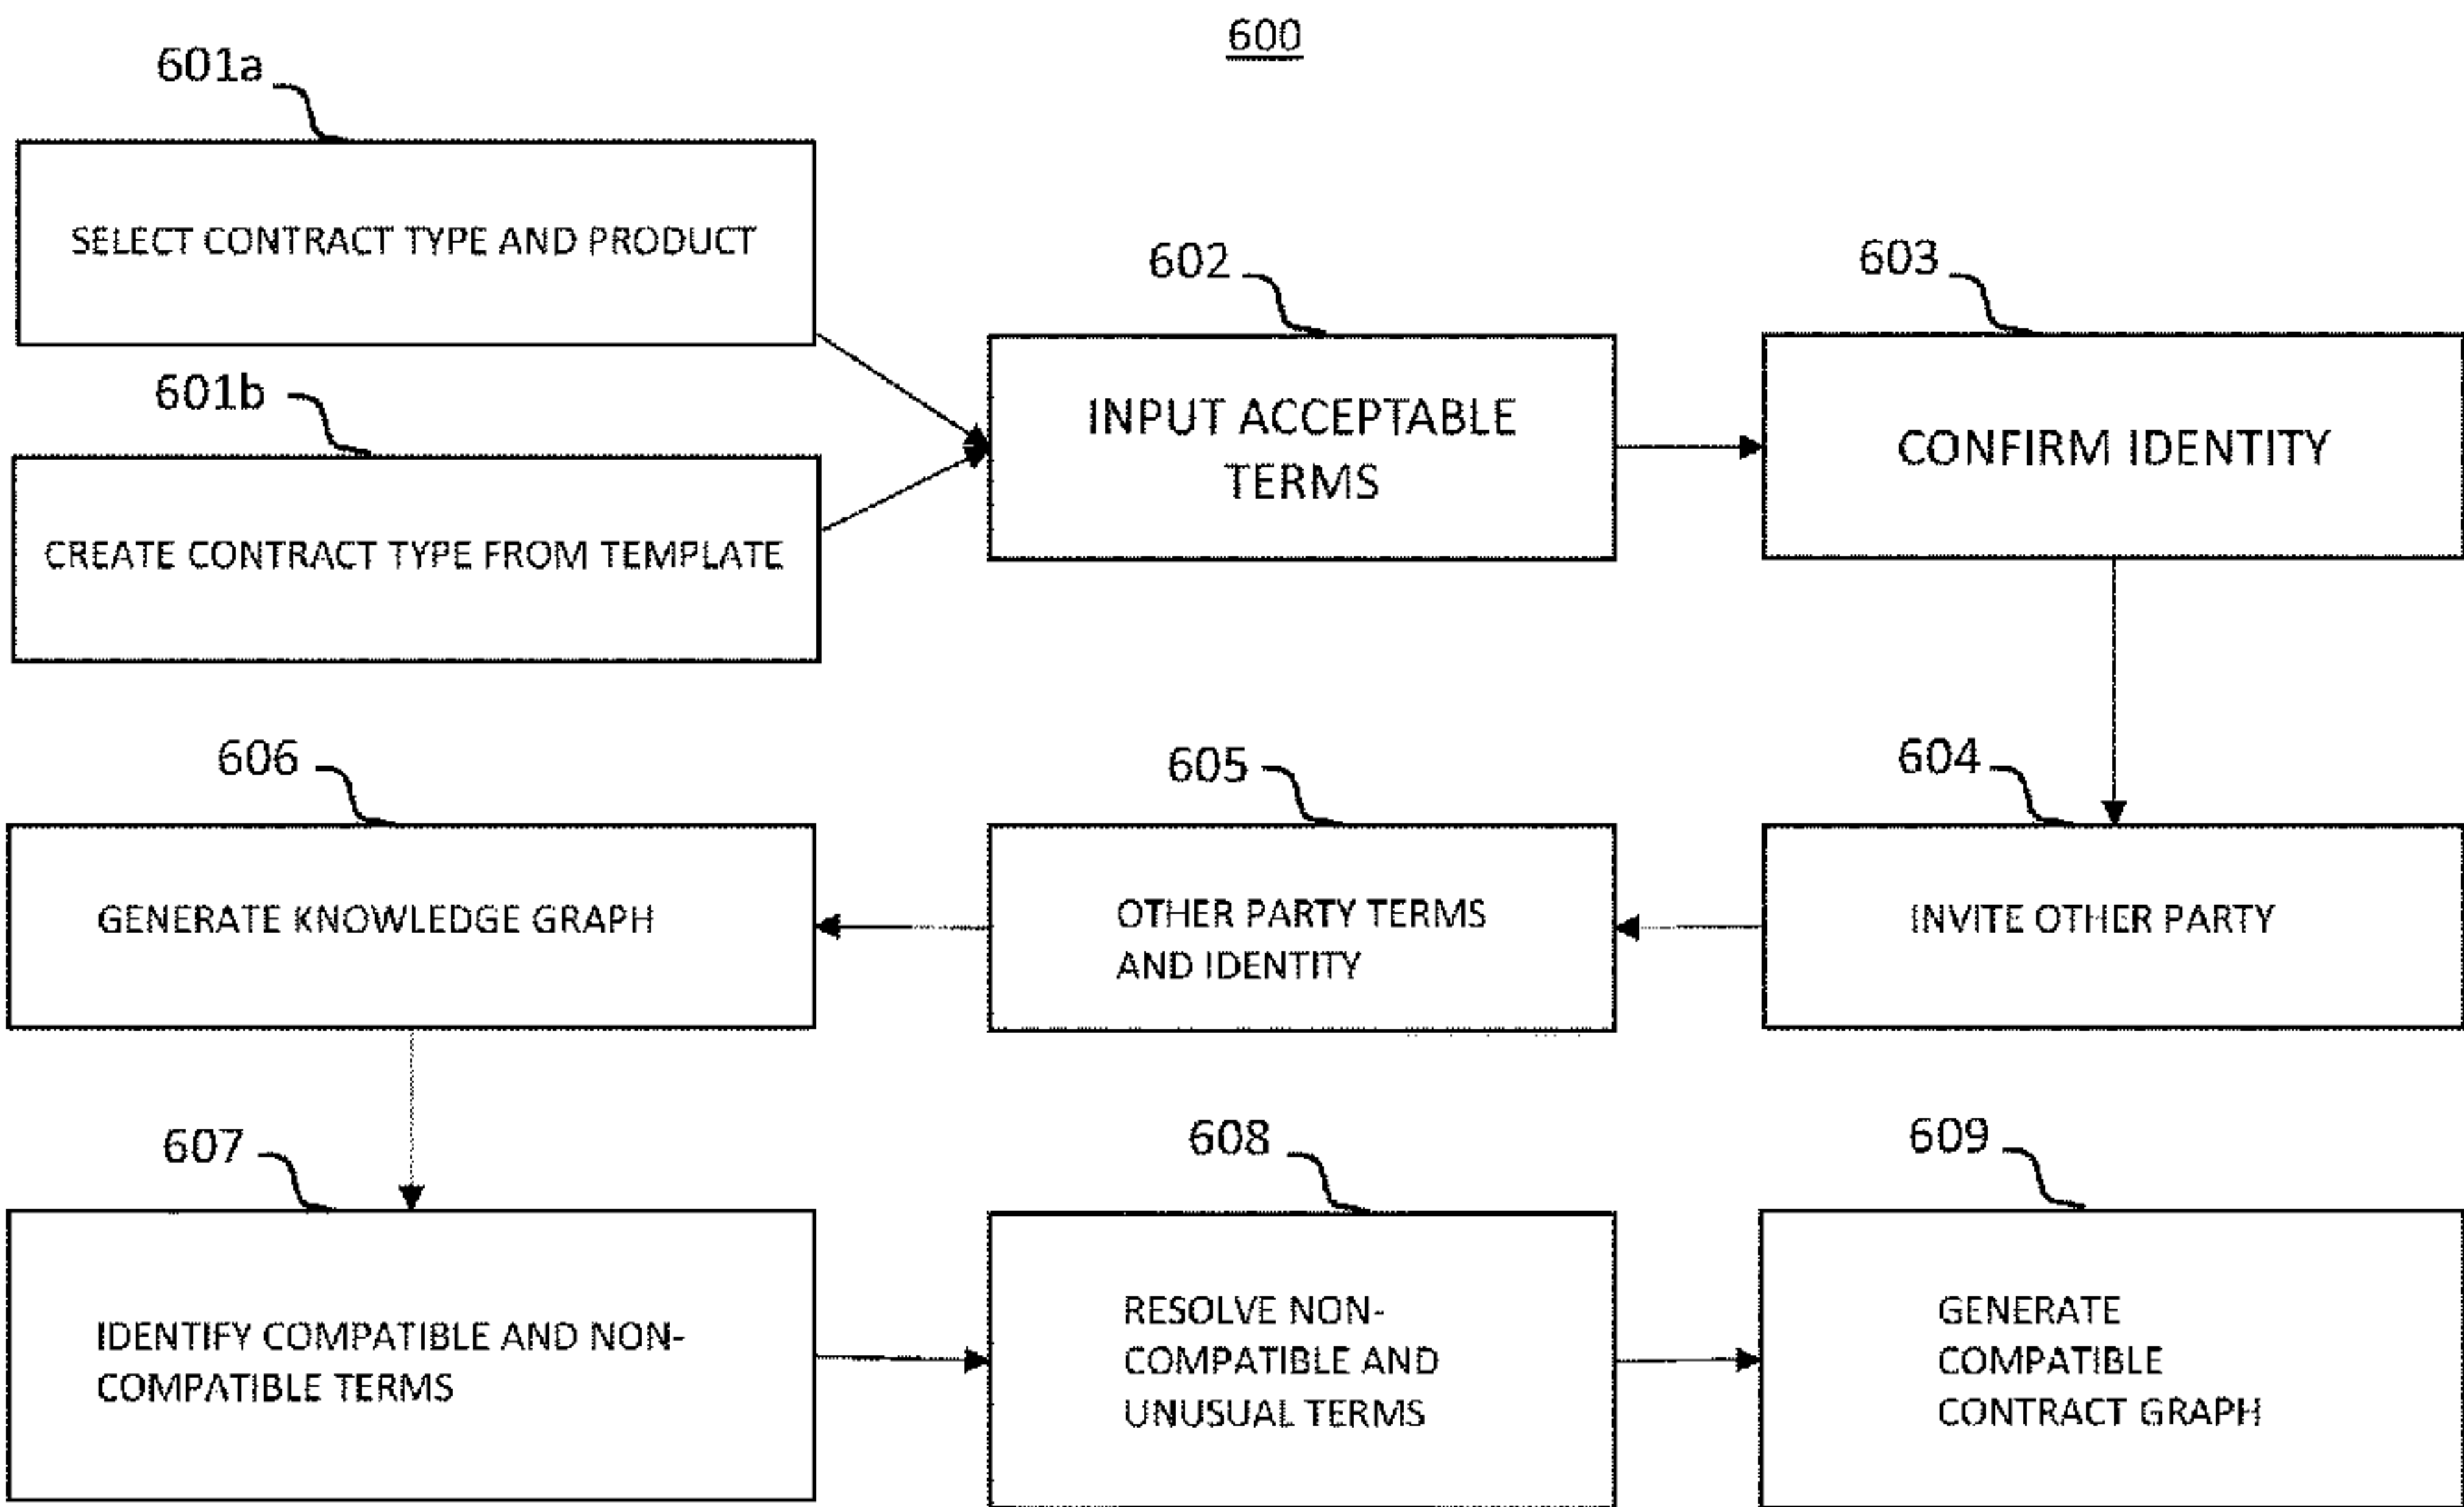 600
601a
SELECT CONTRACT TYPE AND PRODUCT
601b
CREATE CONTRACT TYPE FROM TEMPLATE
602
INPUT ACCEPTABLE
TERMS
603
CONFIRM IDENTITY
604
INVITE OTHER PARTY
605
OTHER PARTY TERMS
AND IDENTITY
606
GENERATE KNOWLEDGE GRAPH
607
IDENTIFY COMPATIBLE AND NON-
COMPATIBLE TERMS
608
RESOLVE NON-
COMPATIBLE AND
UNUSUAL TERMS
609
GENERATE
COMPATIBLE
CONTRACT GRAPH